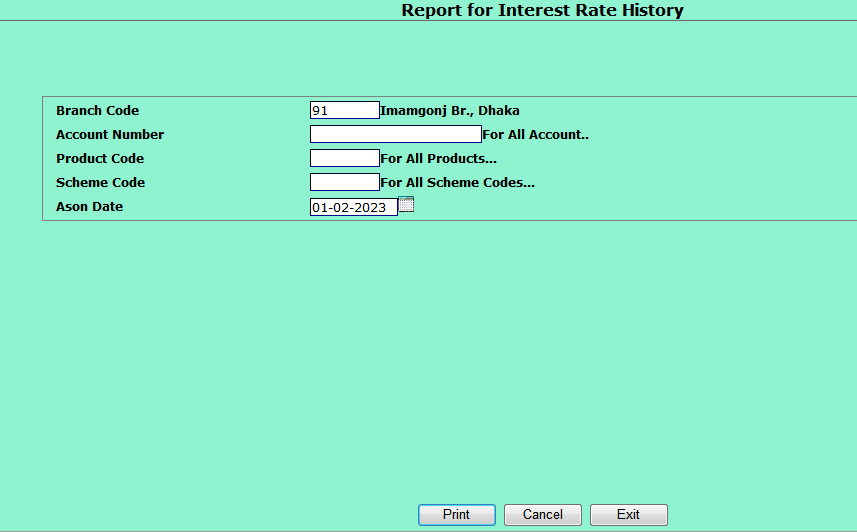 Report for Interest Rate History
Branch Code 91 Imamgonj Br., Dhaka
Account Number For All Account..
Product Code For All Products...
Scheme Code For All Scheme Codes...
Ason Date 01-02-2023
Print Cancel Exit